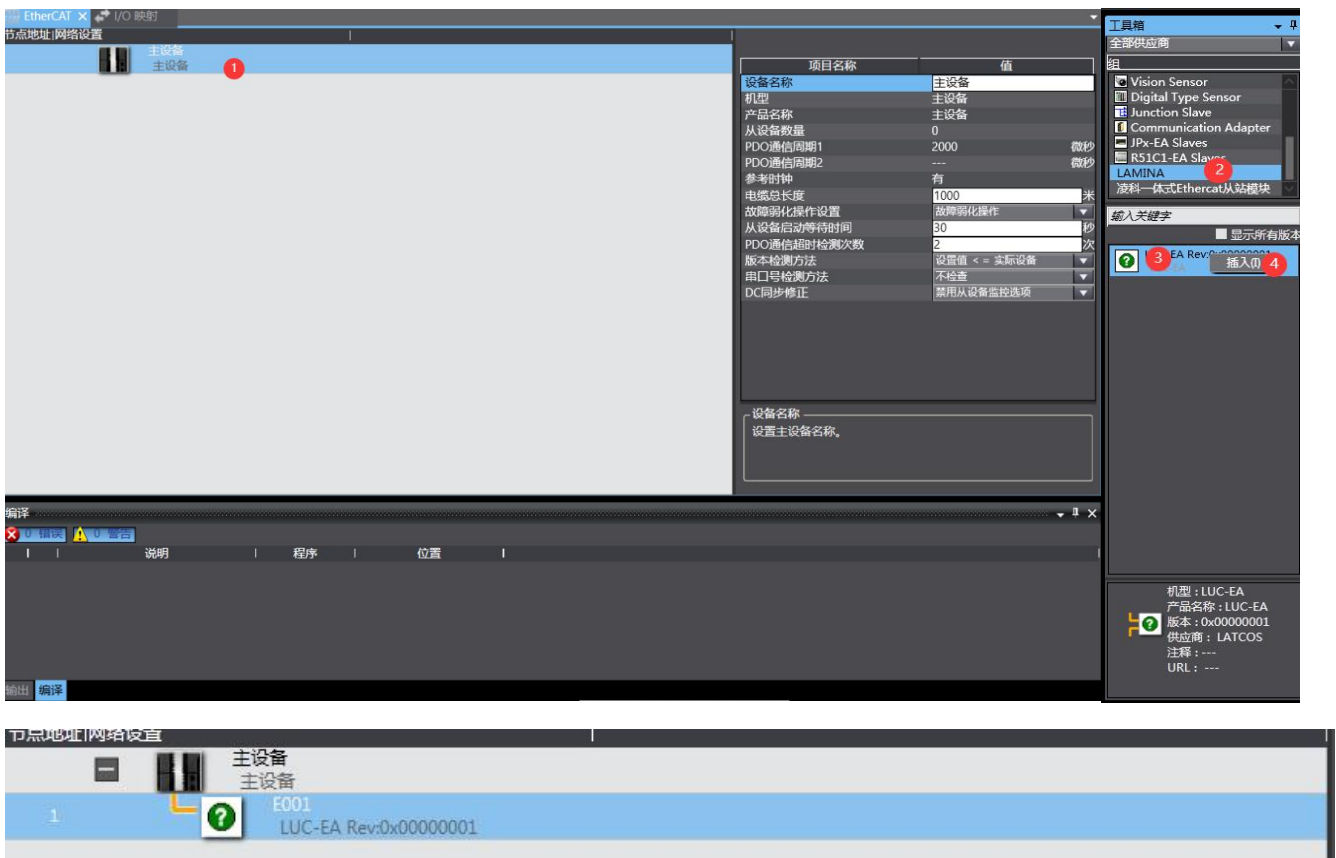 EtherCAT I/O 映射
节点地址|网络设置
主设备
主设备
1
项目名称 值
设备名称 主设备
机型 主设备
产品名称 主设备
从设备数量 0
PDO通信周期1 2000 微秒
PDO通信周期2 --- 微秒
参考时钟 有
电缆总长度 1000 米
故障弱化操作设置 故障弱化操作
从设备启动等待时间 30 秒
PDO通信超时检测次数 2 次
版本检测方法 设置值 <= 实际设备
串口号检测方法 不检查
DC同步修正 禁用从设备监控选项
设备名称
设置主设备名称。
工具箱
全部供应商
组
Vision Sensor
Digital Type Sensor
Junction Slave
Communication Adapter
JPx-EA Slaves
R51C1-EA Slaves
LAMINA
2
凌科一体式Ethercat从站模块
输入关键字
显示所有版本
3 EA Rev:0x00000001
插入(I) 4
机型 : LUC-EA
产品名称 : LUC-EA
版本 : 0x00000001
供应商 : LATCOS
注释 : ---
URL : ---
编译
0 错误 0 警告
说明 程序 位置
输出 编译
节点地址|网络设置
主设备
主设备
1 E001
LUC-EA Rev:0x00000001